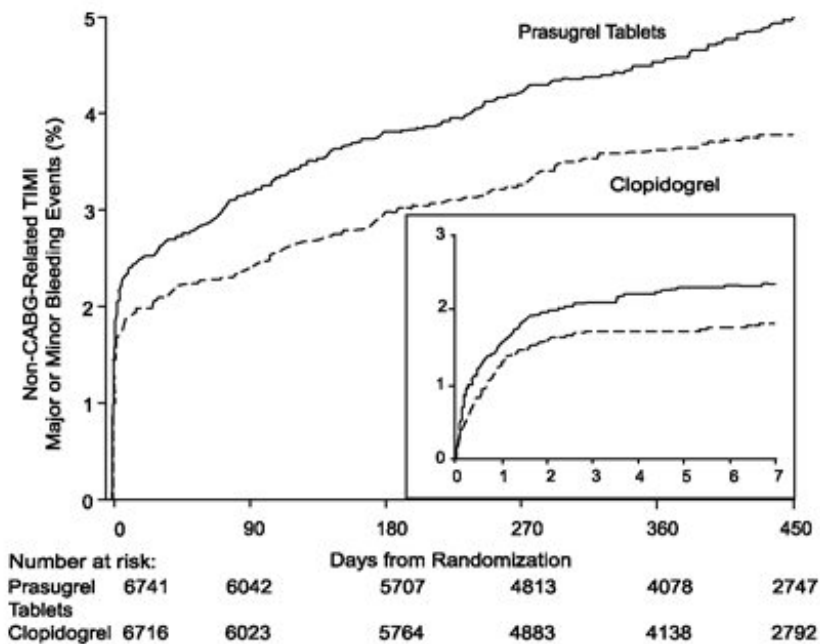 5
Prasugrel Tablets
4
3
Clopidogrel
2
1
0
Non-CABG-Related TIMI
Major or Minor Bleeding Events (%)
3
2
1
0
0 1 2 3 4 5 6 7
0 90 180 270 360 450
Number at risk: Days from Randomization
Prasugrel 6741 6042 5707 4813 4078 2747
Tablets
Clopidogrel 6716 6023 5764 4883 4138 2792